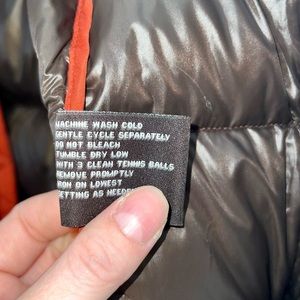 MACHINE WASH COLD
GENTLE CYCLE SEPARATELY
DO NOT BLEACH
TUMBLE DRY LOW
WITH 3 CLEAN TENNIS BALLS
REMOVE PROMPTLY
IRON ON LOWEST
SETTING AS NEEDED